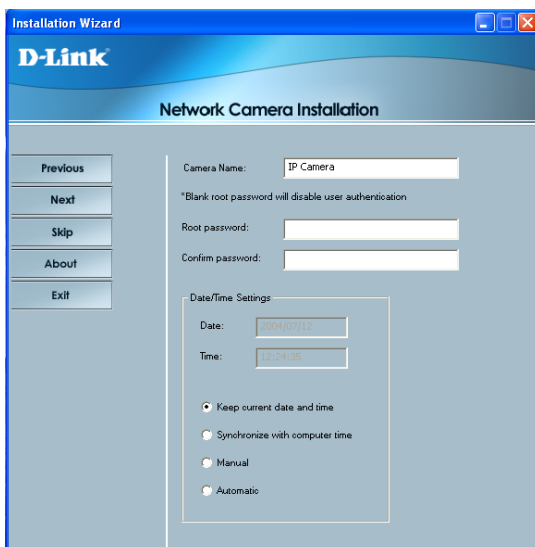 Installation Wizard
D-Link
Network Camera Installation
Previous
Next
Skip
About
Exit
Camera Name: IP Camera
*Blank root password will disable user authentication
Root password:
Confirm password:
Date/Time Settings
Date: 2004/07/12
Time: 12:24:35
Keep current date and time
Synchronize with computer time
Manual
Automatic